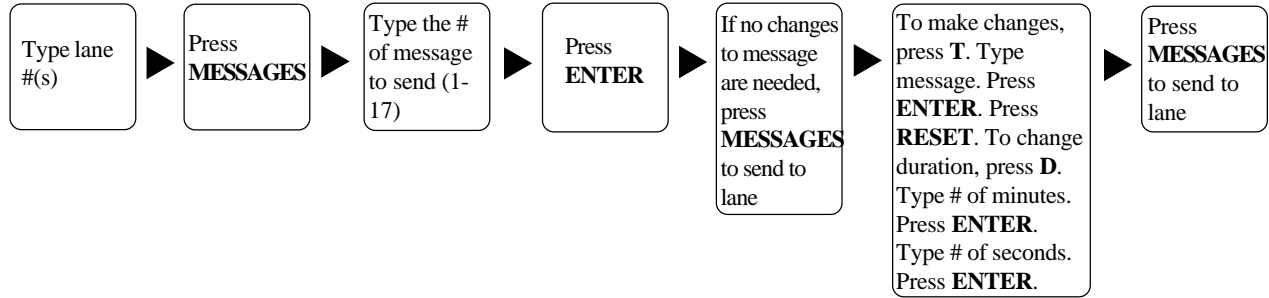 Type lane
#(s)
Press
MESSAGES
Type the #
of message
to send (1-
17)
Press
ENTER
If no changes
to message
are needed,
press
MESSAGES
to send to
lane
To make changes,
press T. Type
message. Press
ENTER. Press
RESET. To change
duration, press D.
Type # of minutes.
Press ENTER.
Type # of seconds.
Press ENTER.
Press
MESSAGES
to send to
lane